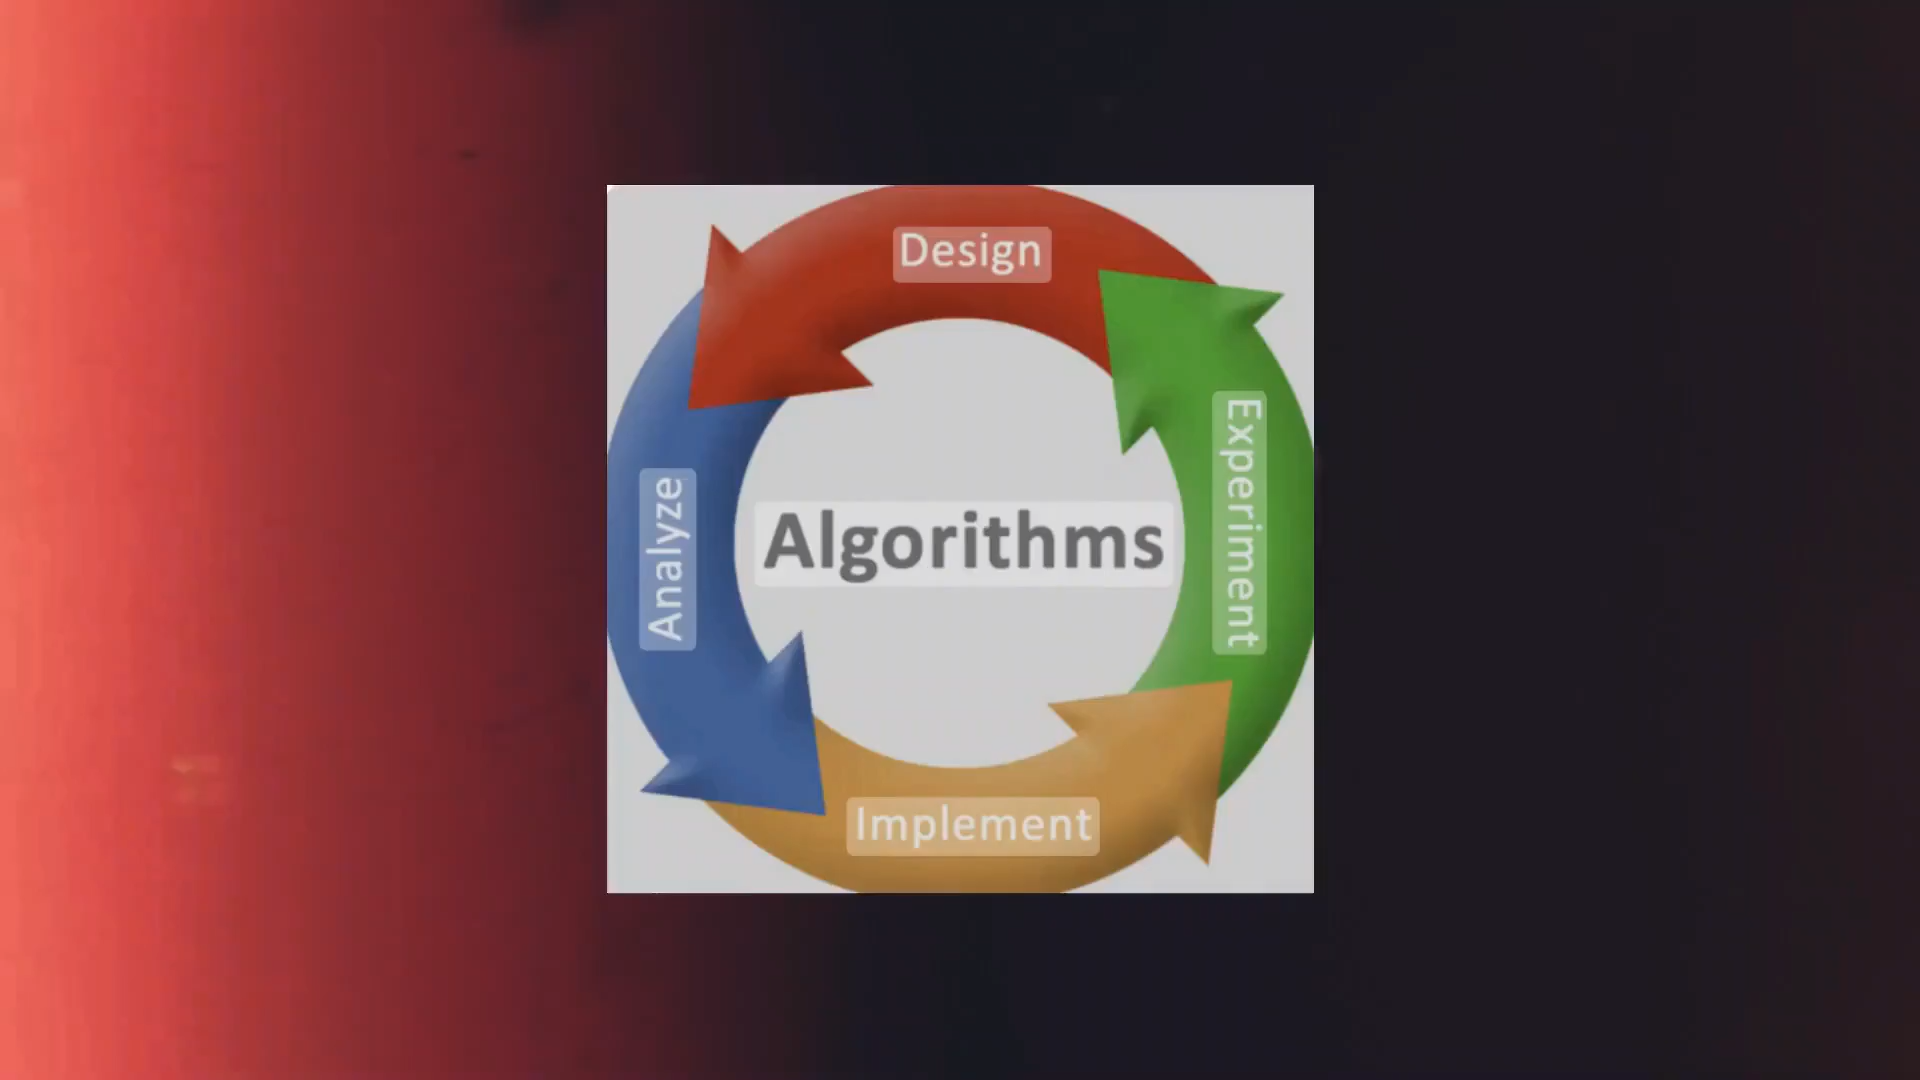 Design
Experiment
Analyze
Algorithms
Implement